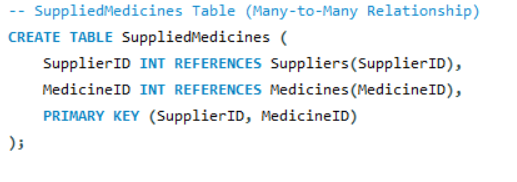 -- SuppliedMedicines Table (Many-to-Many Relationship)
CREATE TABLE SuppliedMedicines (
    SupplierID INT REFERENCES Suppliers(SupplierID),
    MedicineID INT REFERENCES Medicines(MedicineID),
    PRIMARY KEY (SupplierID, MedicineID)
);